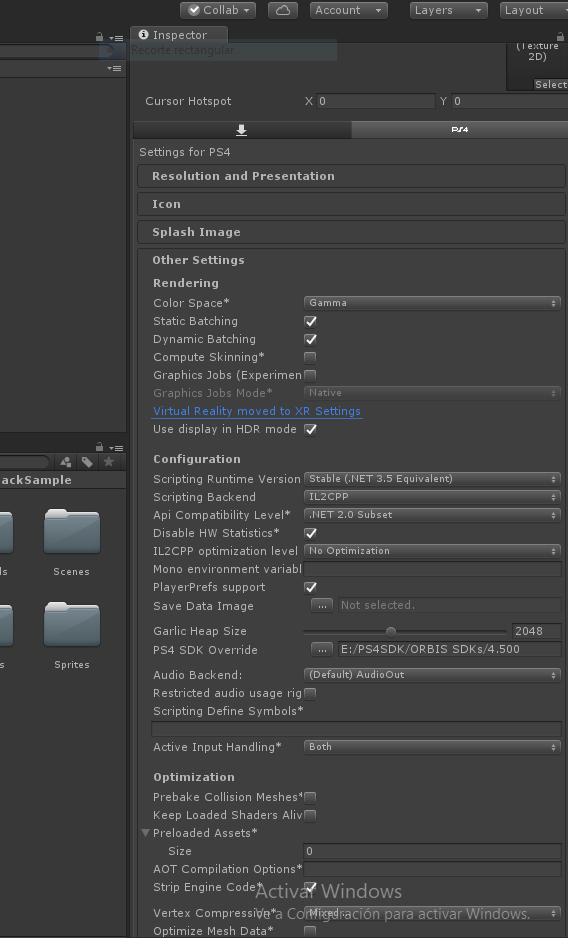 Collab
Account
Layers
Layout
Inspector
Recorte rectangular
(Texture
2D)
Select
Cursor Hotspot X 0 Y 0
PS4
Settings for PS4
Resolution and Presentation
Icon
Splash Image
Other Settings
Rendering
Color Space* Gamma
Static Batching
Dynamic Batching
Compute Skinning*
Graphics Jobs (Experimen
Graphics Jobs Mode* Native
Virtual Reality moved to XR Settings
Use display in HDR mode
Configuration
Scripting Runtime Version Stable (.NET 3.5 Equivalent)
Scripting Backend IL2CPP
Api Compatibility Level* .NET 2.0 Subset
Disable HW Statistics*
IL2CPP optimization level No Optimization
Mono environment variabl
PlayerPrefs support
Save Data Image ... Not selected.
Garlic Heap Size 2048
PS4 SDK Override ... E:/PS4SDK/ORBIS SDKs/4.500
Audio Backend: (Default) AudioOut
Restricted audio usage rig
Scripting Define Symbols*
Active Input Handling* Both
Optimization
Prebake Collision Meshes*
Keep Loaded Shaders Aliv
Preloaded Assets*
Size 0
AOT Compilation Options*
Strip Engine Code*
Vertex Compression* Mixed...
Optimize Mesh Data*
ackSample
ls
Scenes
s
Sprites
Activar Windows
Ve a Configuración para activar Windows.